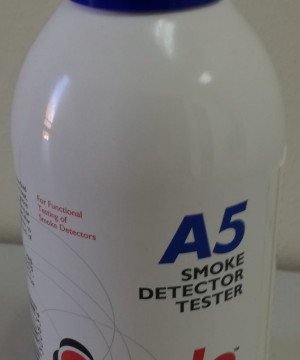 For Functional
Testing of
Smoke Detectors
A5
SMOKE
DETECTOR
TESTER